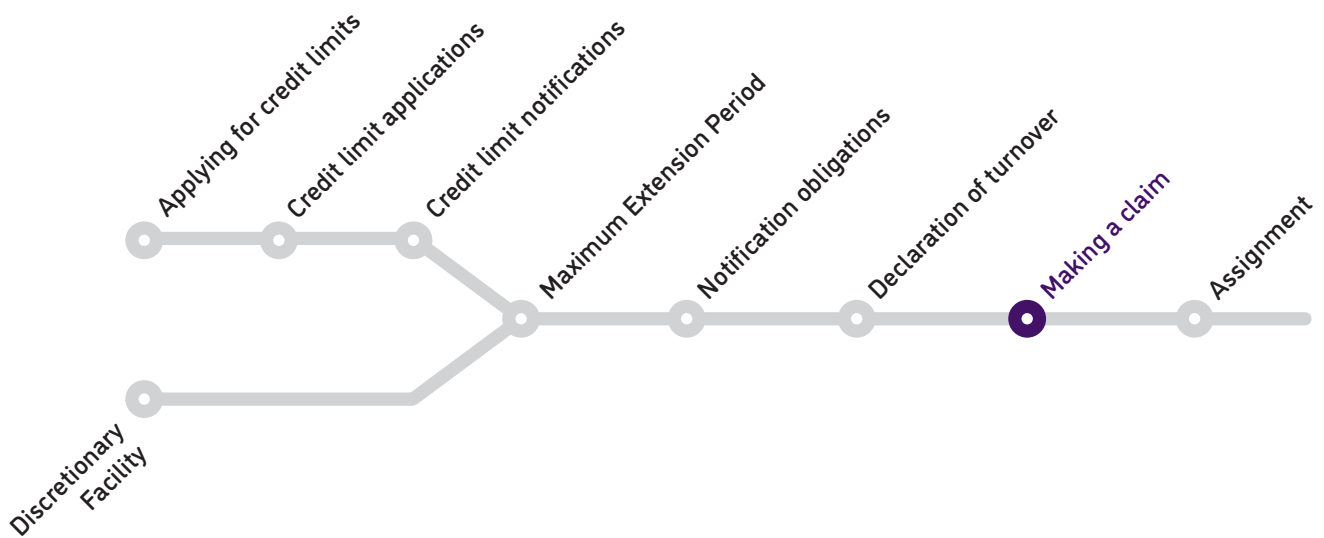 Applying for credit limits
Credit limit applications
Credit limit notifications
Maximum Extension Period
Notification obligations
Declaration of turnover
Making a claim
Assignment
Discretionary
Facility